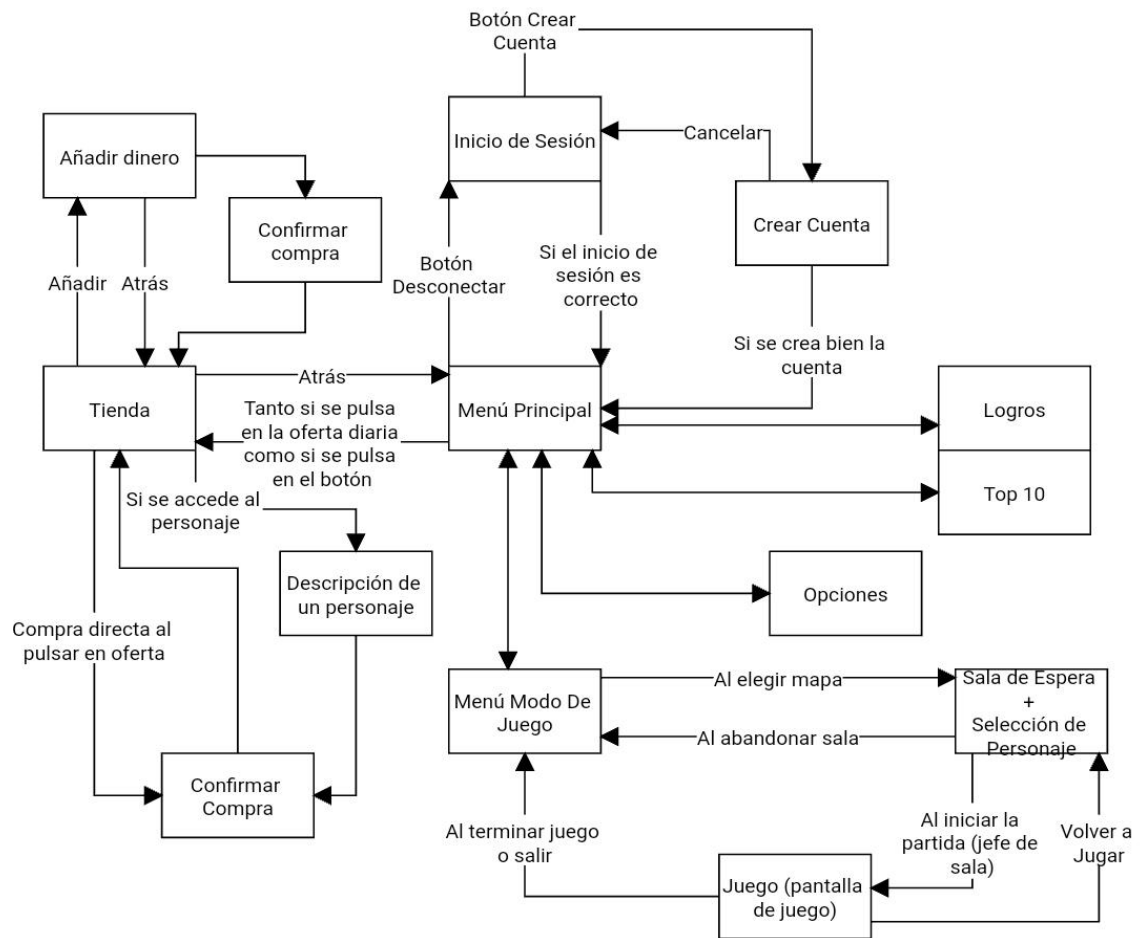 Botón Crear
Cuenta
Inicio de Sesión
Cancelar
Añadir dinero
Crear Cuenta
Confirmar
compra
Añadir
Atrás
Botón
Desconectar
Si el inicio de
sesión es
correcto
Si se crea bien la
cuenta
Tienda
Atrás
Menú Principal
Logros
Tanto si se pulsa
en la oferta diaria
como si se pulsa
en el botón
Top 10
Si se accede al
personaje
Descripción de
un personaje
Opciones
Compra directa al
pulsar en oferta
Menú Modo De
Juego
Al elegir mapa
Sala de Espera
+
Selección de
Personaje
Al abandonar sala
Confirmar
Compra
Al terminar juego
o salir
Al iniciar la
partida (jefe de
sala)
Volver a
Jugar
Juego (pantalla
de juego)